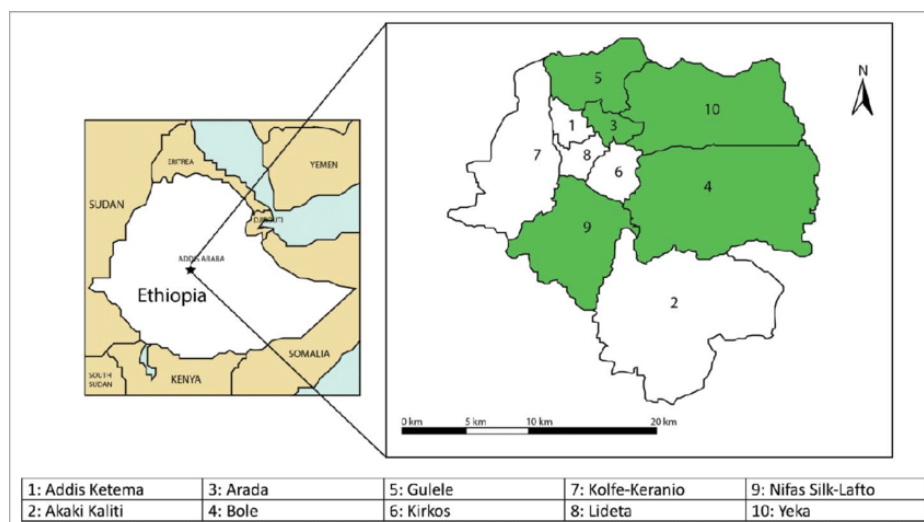 ERITREA
YEMEN
SUDAN
DJIBOUTI
ADDIS ABABA
Ethiopia
SOMALIA
SOUTH
SUDAN
KENYA
N
5
10
1
3
7
8
6
4
9
2
0 km 5 km 10 km 20 km
1: Addis Ketema 3: Arada 5: Gulele 7: Kolfe-Keranio 9: Nifas Silk-Lafto
2: Akaki Kaliti 4: Bole 6: Kirkos 8: Lideta 10: Yeka